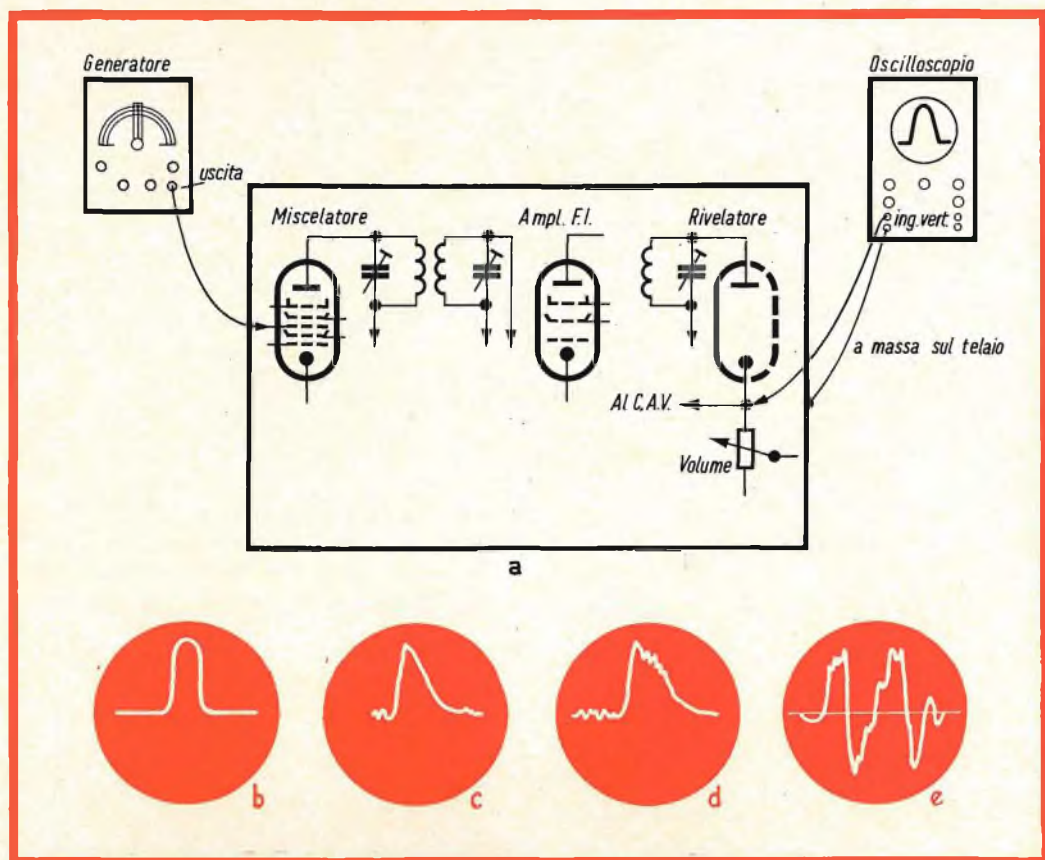 Generatore
Oscilloscopio
uscita
ing.vert.
Miscelatore
Ampl. F.I.
Rivelatore
a massa sul telaio
Al C.A.V.
Volume
a
b
c
d
e